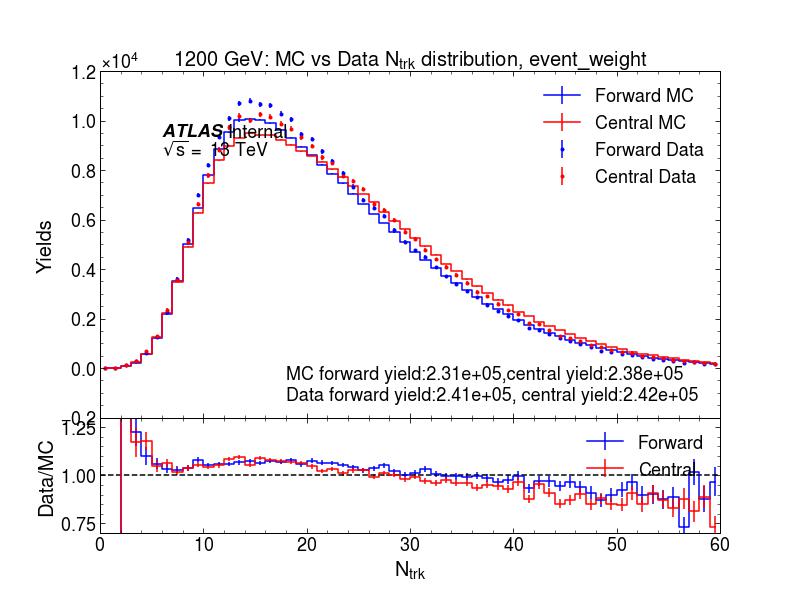 ×10⁴
1200 GeV: MC vs Data N_trk distribution, event_weight
1.2
1.0
0.8
0.6
0.4
0.2
0.0
0.2
Yields
ATLAS Internal
√s = 13 TeV
Forward MC
Central MC
Forward Data
Central Data
MC forward yield:2.31e+05,central yield:2.38e+05
Data forward yield:2.41e+05, central yield:2.42e+05
1.25
1.00
0.75
Data/MC
Forward
Central
0 10 20 30 40 50 60
N_trk